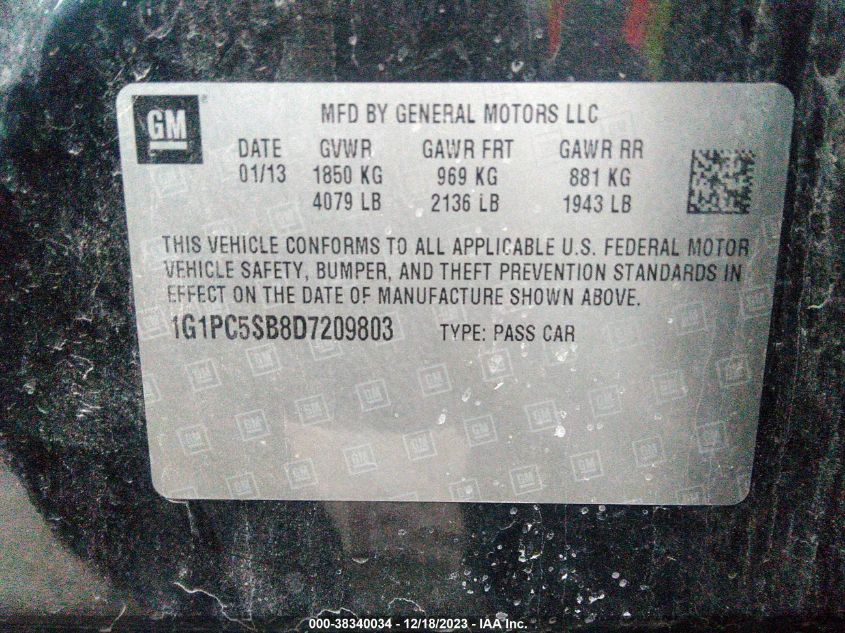 GM
MFD BY GENERAL MOTORS LLC
DATE GVWR GAWR FRT GAWR RR
01/13 1850 KG 969 KG 881 KG
4079 LB 2136 LB 1943 LB
THIS VEHICLE CONFORMS TO ALL APPLICABLE U.S. FEDERAL MOTOR
VEHICLE SAFETY, BUMPER, AND THEFT PREVENTION STANDARDS IN
EFFECT ON THE DATE OF MANUFACTURE SHOWN ABOVE.
1G1PC5SB8D7209803 TYPE: PASS CAR
000-38340034 - 12/18/2023 - IAA Inc.